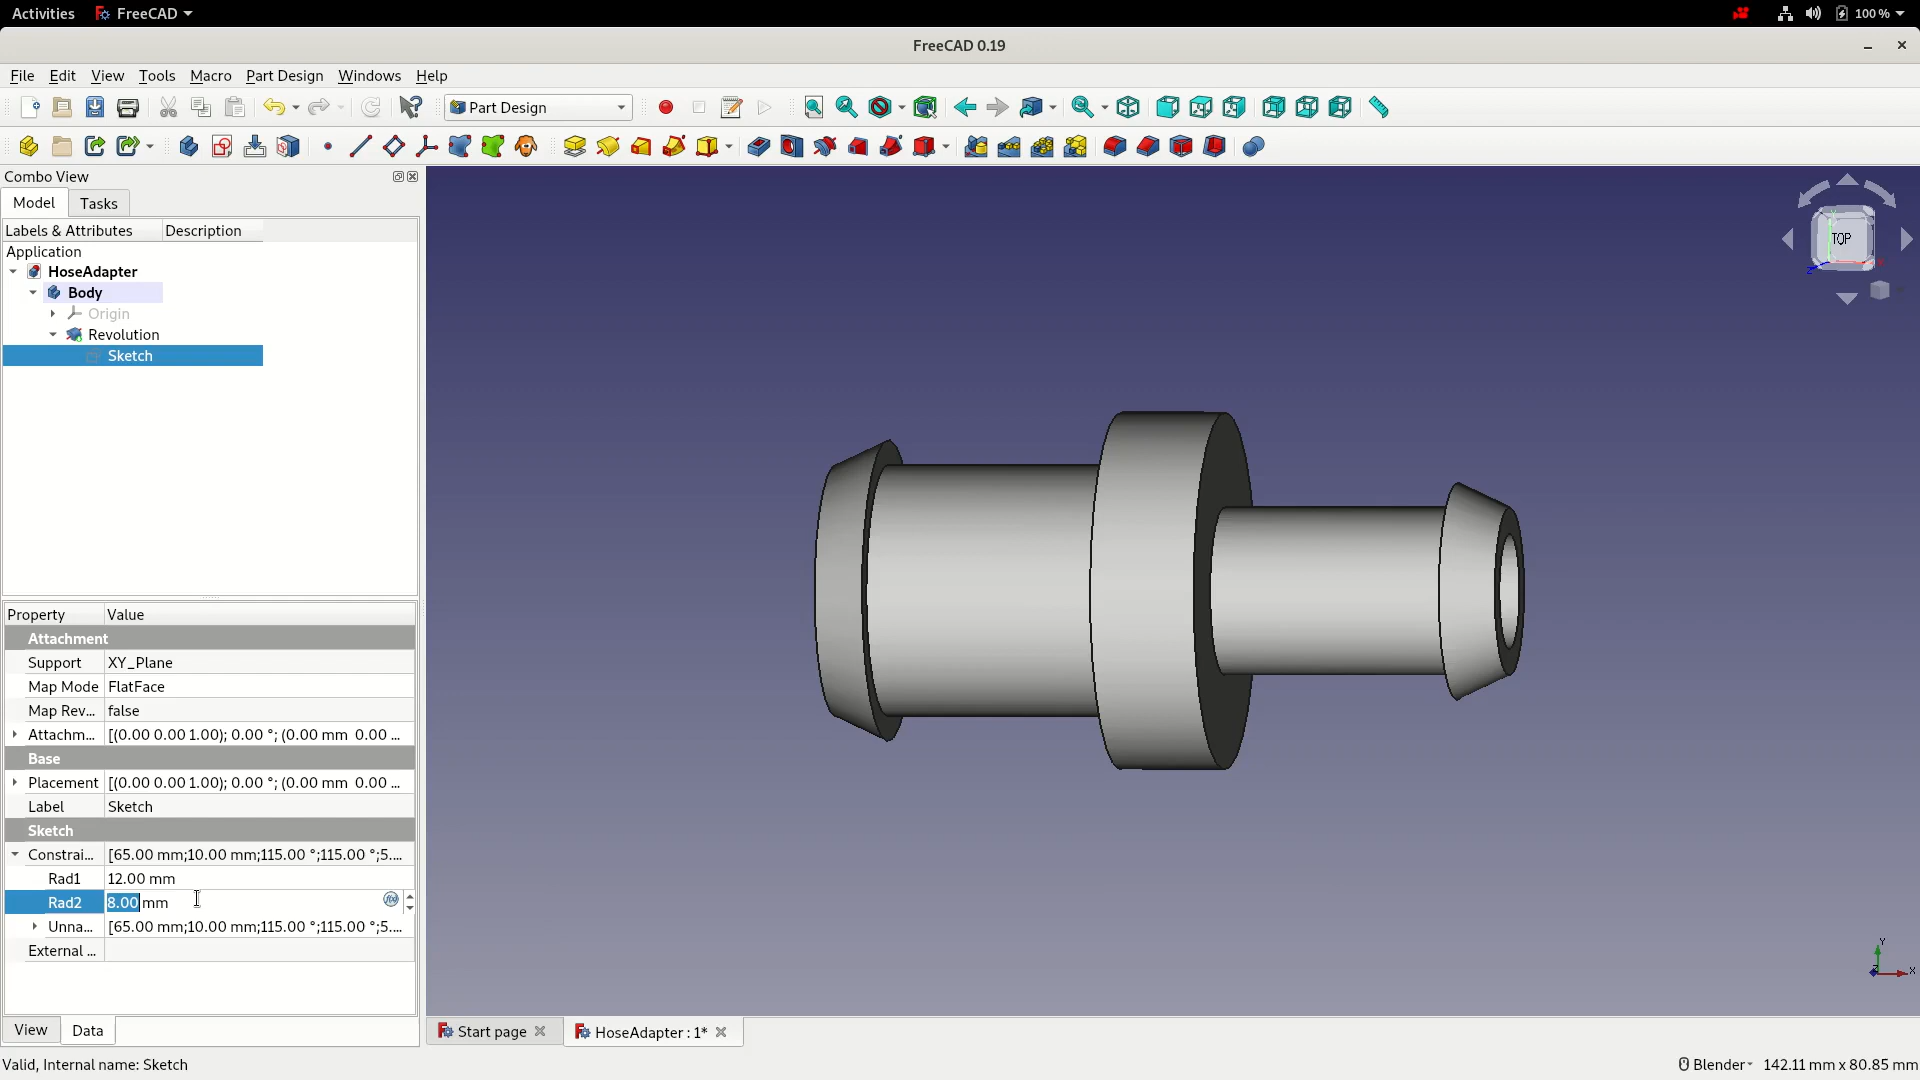 Activities FreeCAD 100 %
FreeCAD 0.19
File Edit View Tools Macro Part Design Windows Help
Part Design
Combo View
Model Tasks
Labels & Attributes Description
Application
HoseAdapter
Body
Origin
Revolution
Sketch
TOP
Property Value
Attachment
Support XY_Plane
Map Mode FlatFace
Map Rev... false
Attachm... [(0.00 0.00 1.00); 0.00 °; (0.00 mm 0.00 ...
Base
Placement [(0.00 0.00 1.00); 0.00 °; (0.00 mm 0.00 ...
Label Sketch
Sketch
Constrai... [65.00 mm;10.00 mm;115.00 °;115.00 °;5....
Rad1 12.00 mm
Rad2 8.00 mm
Unna... [65.00 mm;10.00 mm;115.00 °;115.00 °;5....
External ...
Y
X
View Data
Start page HoseAdapter : 1*
Valid, Internal name: Sketch Blender 142.11 mm x 80.85 mm